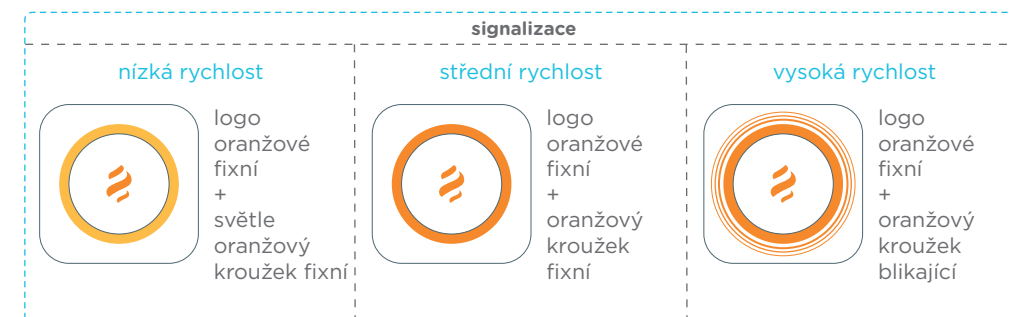 signalizace
nízká rychlost
logo
oranžové
fixní
+
světle
oranžový
kroužek fixní
střední rychlost
logo
oranžové
fixní
+
oranžový
kroužek
fixní
vysoká rychlost
logo
oranžové
fixní
+
oranžový
kroužek
blikající